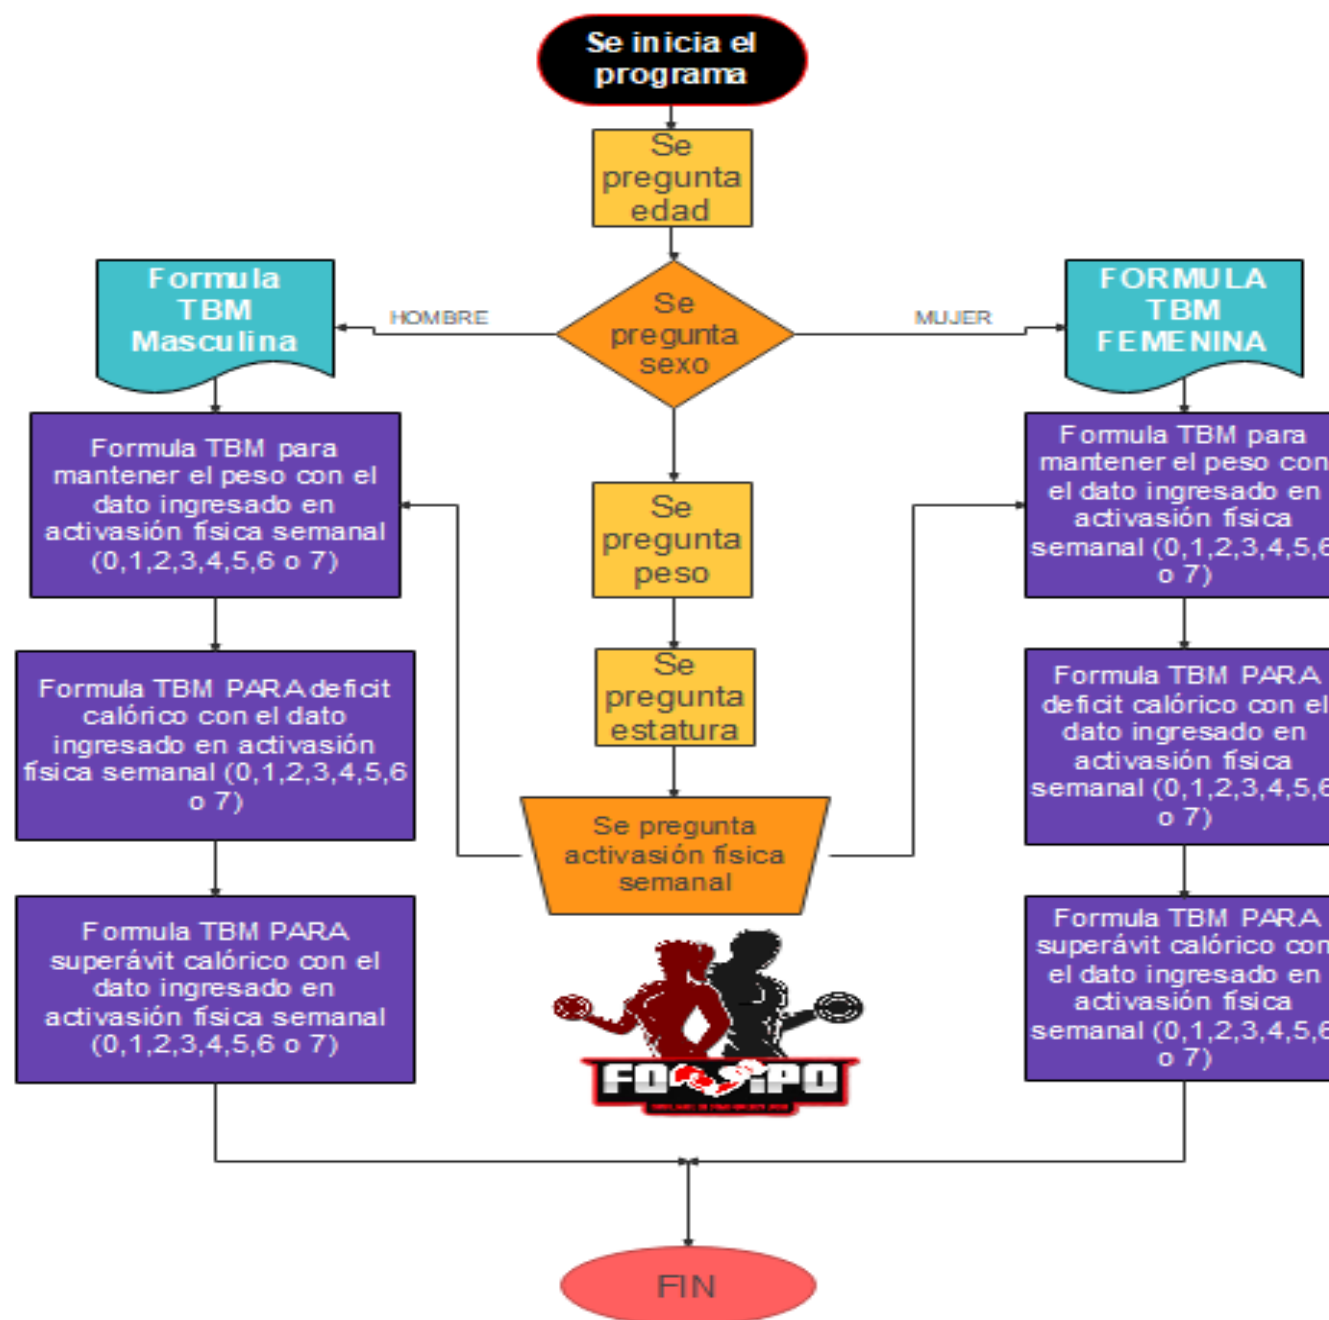 Se inicia el
programa
Se
pregunta
edad
Se
pregunta
sexo
HOMBRE
MUJER
Formula
TBM
Masculina
FORMULA
TBM
FEMENINA
Formula TBM para
mantener el peso con el
dato ingresado en
activasión física semanal
(0,1,2,3,4,5,6 o 7)
Se
pregunta
peso
Formula TBM para
mantener el peso con
el dato ingresado en
activasión física
semanal (0,1,2,3,4,5,6
o 7)
Formula TBM PARA deficit
calórico con el dato
ingresado en activasión
física semanal (0,1,2,3,4,5,6
o 7)
Se
pregunta
estatura
Formula TBM PARA
deficit calórico con el
dato ingresado en
activasión física
semanal (0,1,2,3,4,5,6
o 7)
Se pregunta
activasión física
semanal
Formula TBM PARA
superávit calórico con el
dato ingresado en
activasión física semanal
(0,1,2,3,4,5,6 o 7)
Formula TBM PARA
superávit calórico con
el dato ingresado en
activasión física
semanal (0,1,2,3,4,5,6
o 7)
FIN